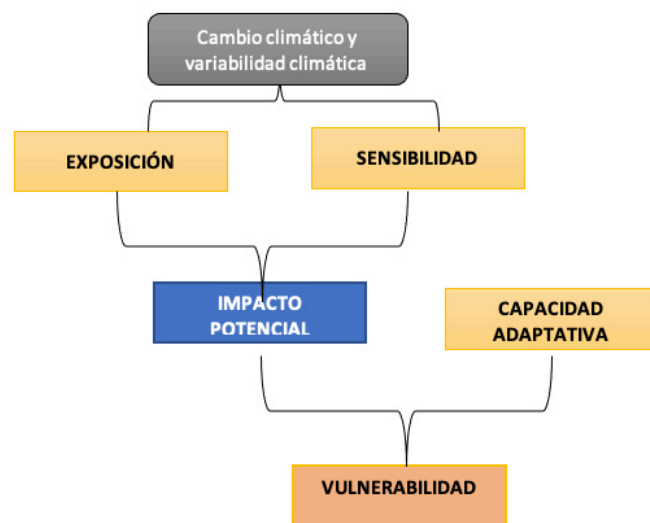 Cambio climático y
variabilidad climática
EXPOSICIÓN
SENSIBILIDAD
IMPACTO
POTENCIAL
CAPACIDAD
ADAPTATIVA
VULNERABILIDAD